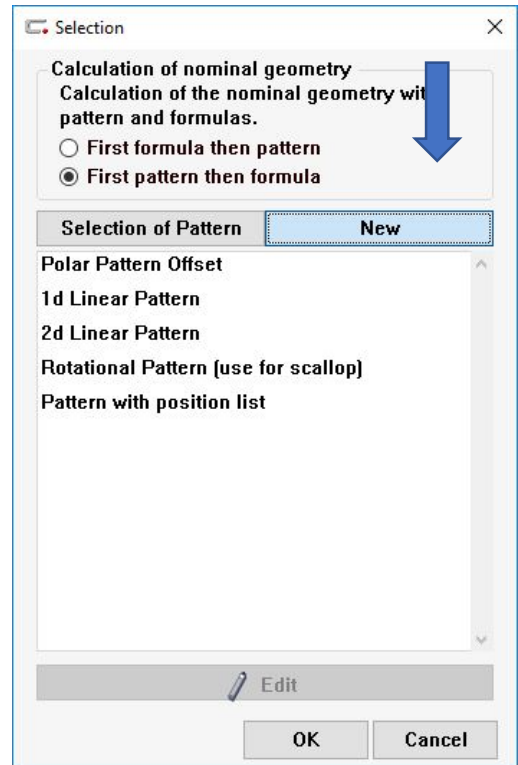 Selection
Calculation of nominal geometry
Calculation of the nominal geometry wit
pattern and formulas.
First formula then pattern
First pattern then formula
Selection of Pattern
New
Polar Pattern Offset
1d Linear Pattern
2d Linear Pattern
Rotational Pattern (use for scallop)
Pattern with position list
Edit
OK
Cancel